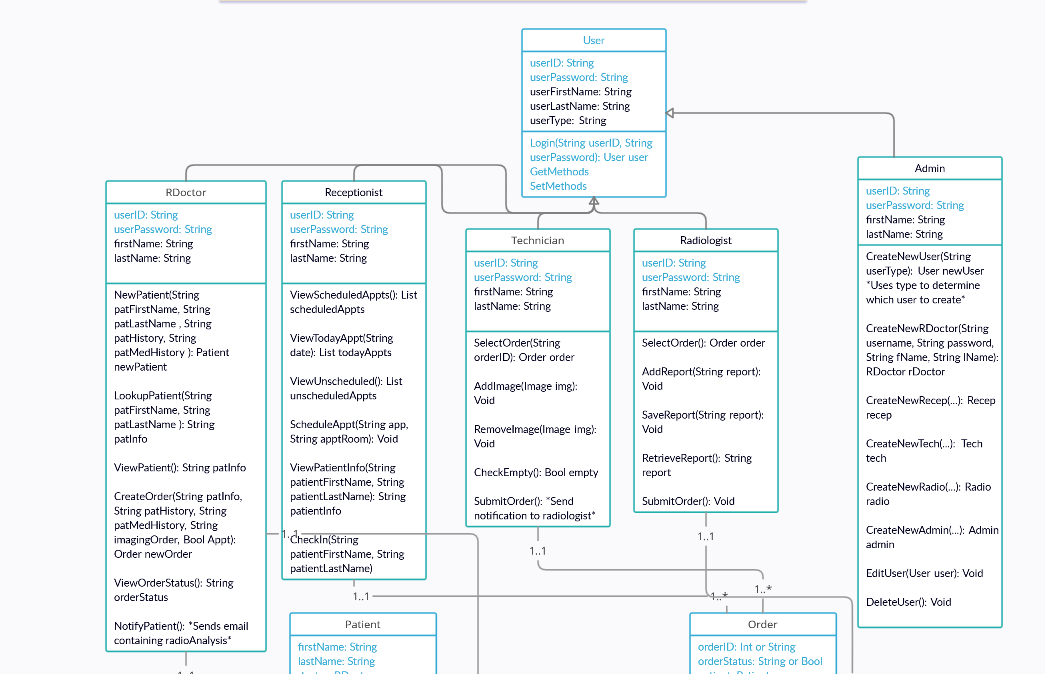 User
userID: String
userPassword: String
userFirstName: String
userLastName: String
userType: String
Login(String userID, String
userPassword): User user
GetMethods
SetMethods
RDoctor
userID: String
userPassword: String
firstName: String
lastName: String
NewPatient(String
patFirstName, String
patLastName , String
patHistory, String
patMedHistory ): Patient
newPatient
LookupPatient(String
patFirstName, String
patLastName ): String
patInfo
ViewPatient(): String patInfo
CreateOrder(String patInfo,
String patHistory, String
patMedHistory, String
imagingOrder, Bool Appt):
Order newOrder
ViewOrderStatus(): String
orderStatus
NotifyPatient(): *Sends email
containing radioAnalysis*
Receptionist
userID: String
userPassword: String
firstName: String
lastName: String
ViewScheduledAppts(): List
scheduledAppts
ViewTodayAppt(String
date): List todayAppts
ViewUnscheduled(): List
unscheduledAppts
ScheduleAppt(String app,
String apptRoom): Void
ViewPatientInfo(String
patientFirstName, String
patientLastName): String
patientInfo
CheckIn(String
patientFirstName, String
patientLastName)
Technician
userID: String
userPassword: String
firstName: String
lastName: String
SelectOrder(String
orderID): Order order
AddImage(Image img):
Void
RemoveImage(Image img):
Void
CheckEmpty(): Bool empty
SubmitOrder(): *Send
notification to radiologist*
Radiologist
userID: String
userPassword: String
firstName: String
lastName: String
SelectOrder(): Order order
AddReport(String report):
Void
SaveReport(String report):
Void
RetrieveReport(): String
report
SubmitOrder(): Void
Admin
userID: String
userPassword: String
firstName: String
lastName: String
CreateNewUser(String
userType): User newUser
*Uses type to determine
which user to create*
CreateNewRDoctor(String
username, String password,
String fName, String lName):
RDoctor rDoctor
CreateNewRecep(...): Recep
recep
CreateNewTech(...): Tech
tech
CreateNewRadio(...): Radio
radio
CreateNewAdmin(...): Admin
admin
EditUser(User user): Void
DeleteUser(): Void
1..1
1..1
1..1
1..1
1..*
1..*
Patient
firstName: String
lastName: String
Order
orderID: Int or String
orderStatus: String or Bool